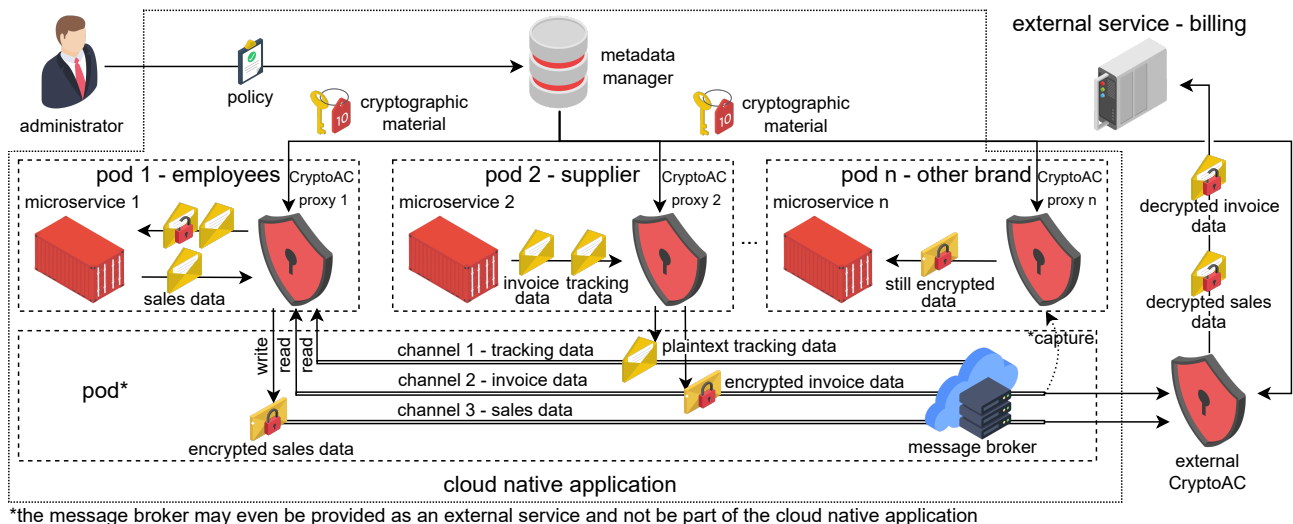 external service - billing
metadata
manager
policy
administrator
cryptographic
material
10
cryptographic
material
10
pod 1 - employees
CryptoAC
proxy 1
microservice 1
sales data
pod 2 - supplier
CryptoAC
proxy 2
microservice 2
invoice
data
tracking
data
...
pod n - other brand
CryptoAC
proxy n
microservice n
still encrypted
data
decrypted invoice
data
decrypted sales
data
*capture
write
read
read
channel 1 - tracking data
plaintext tracking data
pod*
channel 2 - invoice data
encrypted invoice data
channel 3 - sales data
encrypted sales data
message broker
external
CryptoAC
cloud native application
*the message broker may even be provided as an external service and not be part of the cloud native application